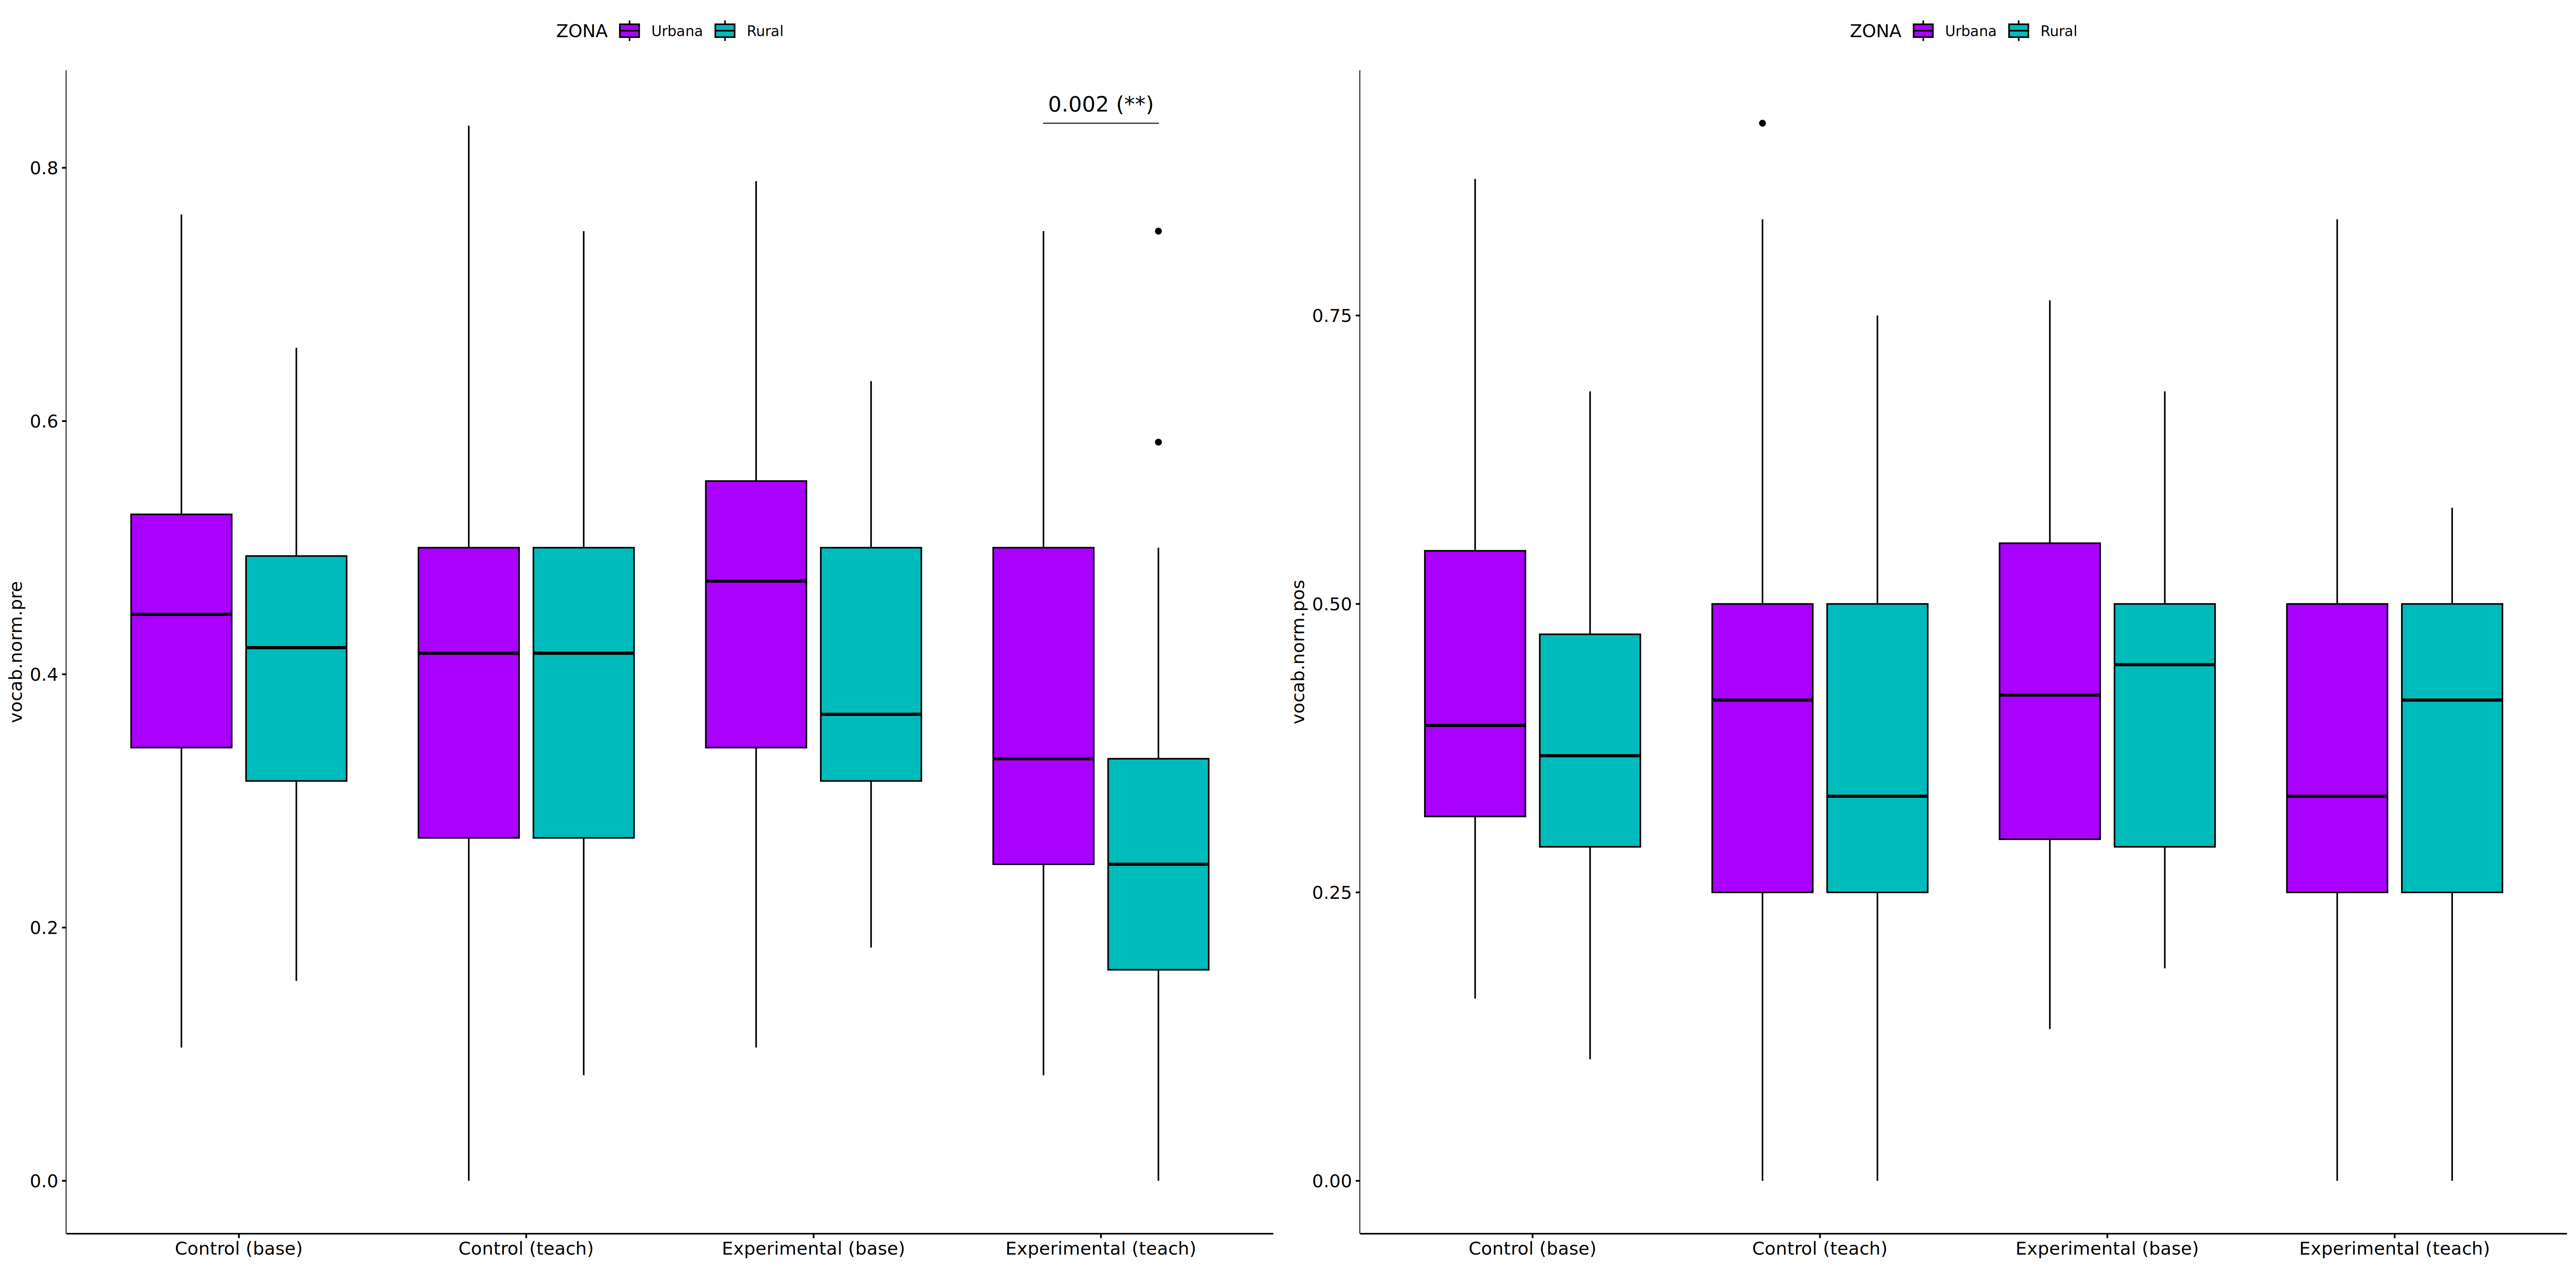 ZONA Urbana Rural
0.002 (**)
vocab.norm.pre
0.8
0.6
0.4
0.2
0.0
Control (base) Control (teach) Experimental (base) Experimental (teach)
ZONA Urbana Rural
vocab.norm.pos
0.75
0.50
0.25
0.00
Control (base) Control (teach) Experimental (base) Experimental (teach)